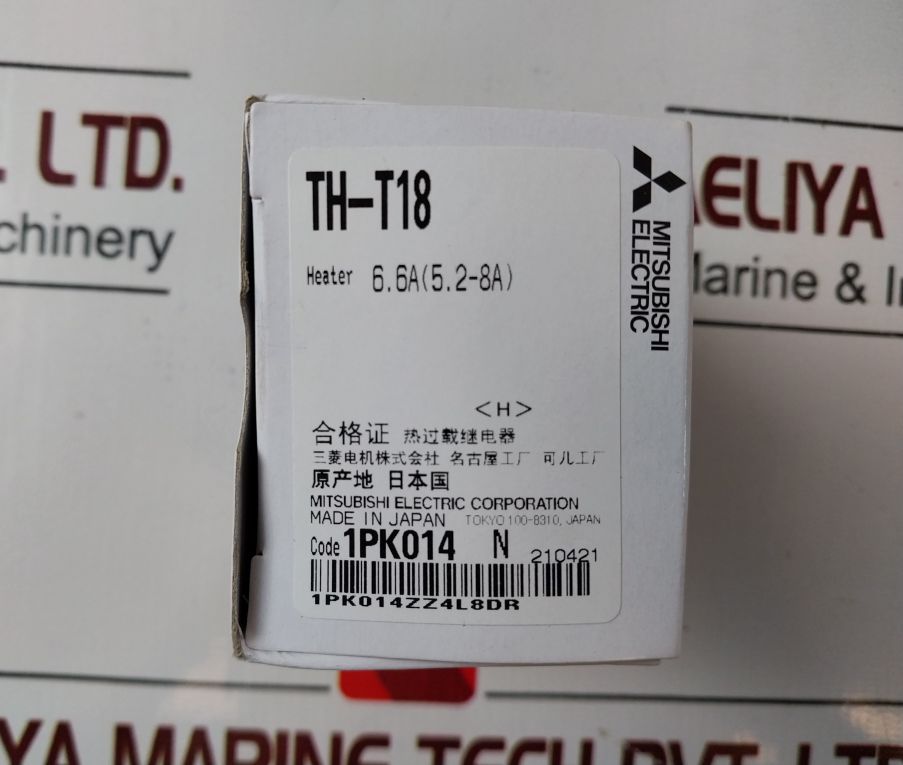 . LTD.
chinery
AELIYA
Marine & I
TH-T18
Heater 6.6A(5.2-8A)
MITSUBISHI
ELECTRIC
<H>
合格证 热过载继电器
三菱电机株式会社 名古屋工厂 可儿工厂
原产地 日本国
MITSUBISHI ELECTRIC CORPORATION
MADE IN JAPAN TOKYO 100-8310, JAPAN
Code 1PK014 N 210421
1PK014ZZ4L8DR
YA MARINE TECH PVT. LTD